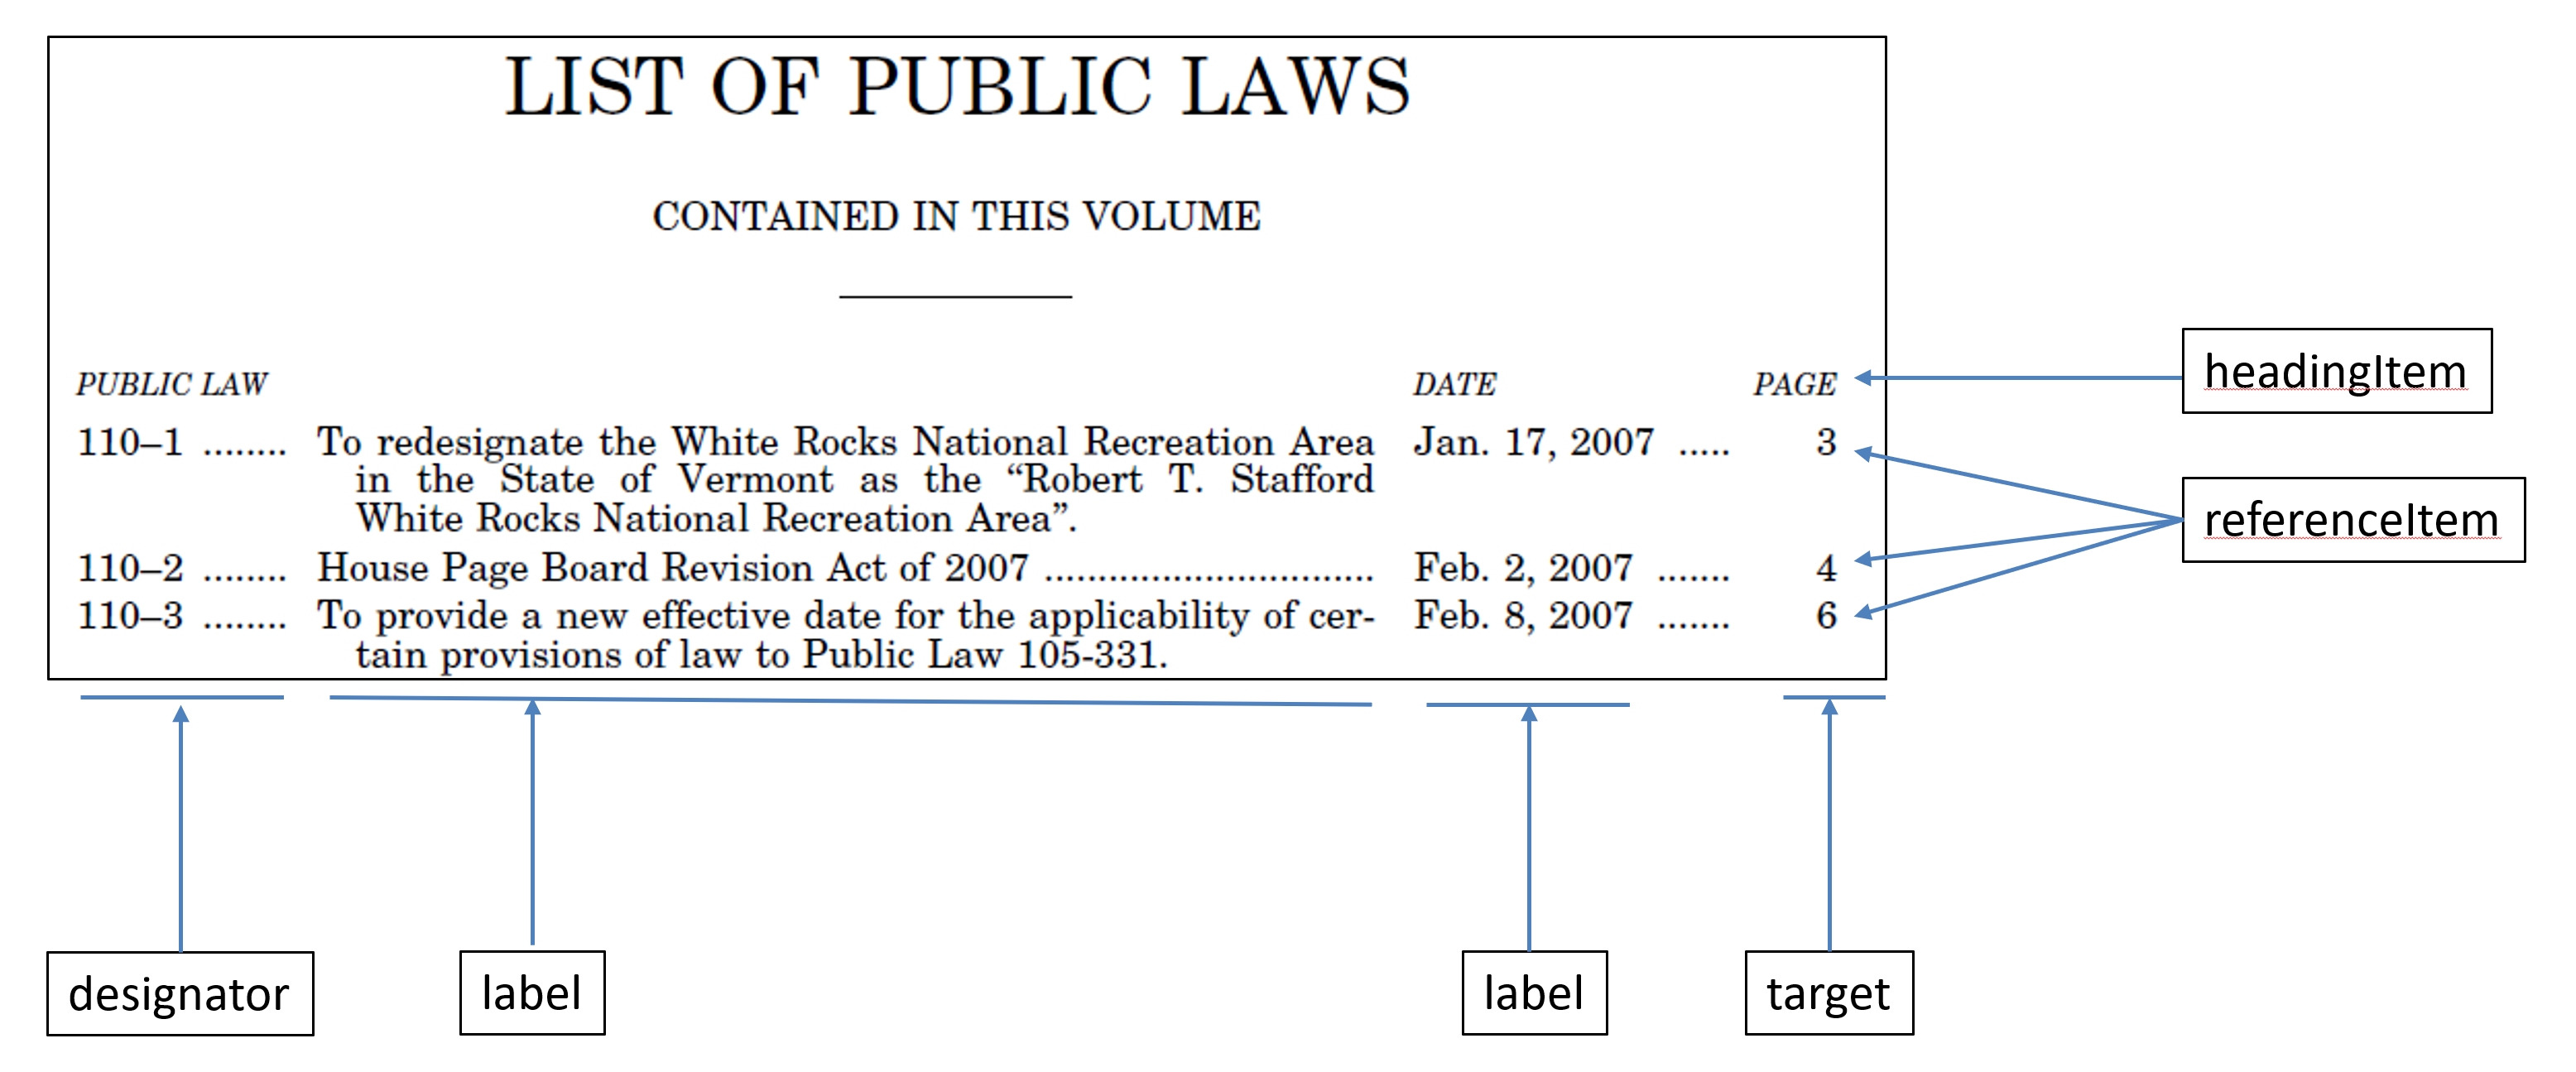 LIST OF PUBLIC LAWS
CONTAINED IN THIS VOLUME
PUBLIC LAW DATE PAGE
headingItem
110–1 ........ To redesignate the White Rocks National Recreation Area Jan. 17, 2007 ..... 3
in the State of Vermont as the “Robert T. Stafford
White Rocks National Recreation Area”.
referenceItem
110–2 ........ House Page Board Revision Act of 2007 ............................... Feb. 2, 2007 ....... 4
110–3 ........ To provide a new effective date for the applicability of cer- Feb. 8, 2007 ....... 6
tain provisions of law to Public Law 105-331.
designator label label target